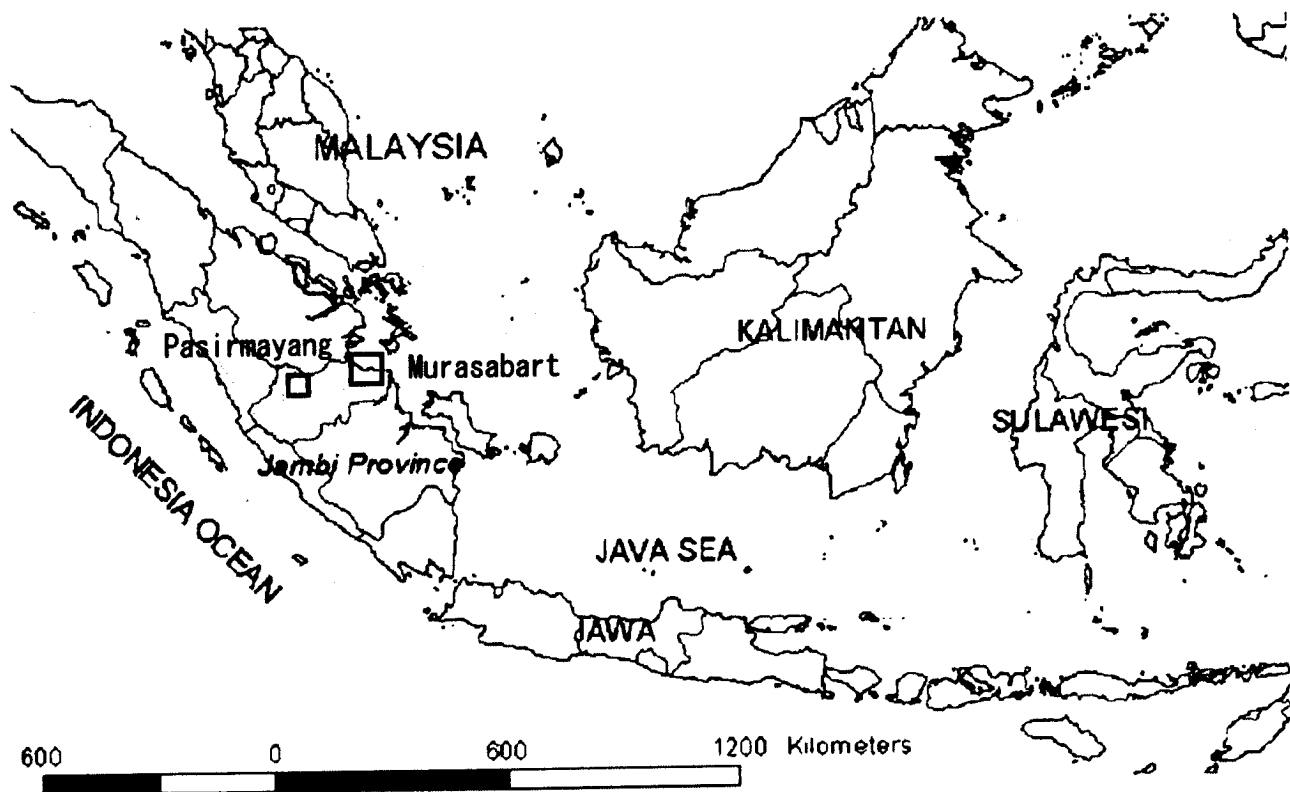 MALAYSIA
Pasirmayang
Murasabart
KALIMANTAN
SULAWESI
Jambi Province
INDONESIA OCEAN
JAVA SEA
JAWA
600 0 600 1200 Kilometers